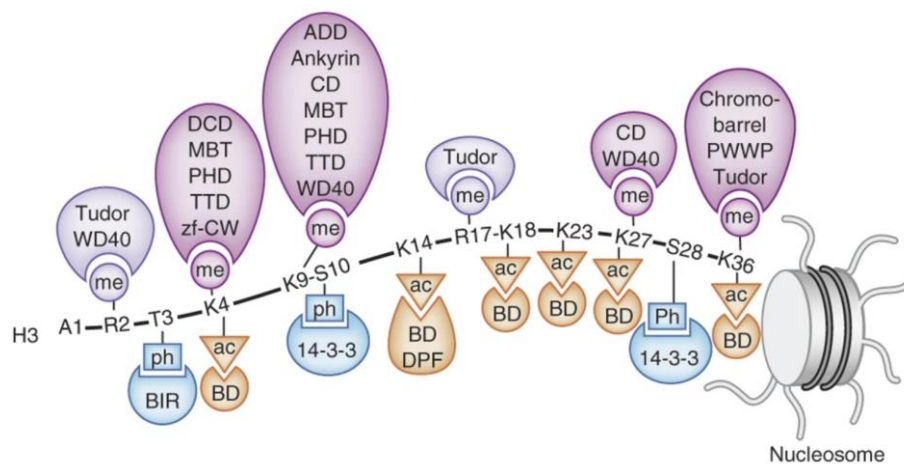 ADD
Ankyrin
CD
MBT
PHD
TTD
WD40
me
DCD
MBT
PHD
TTD
zf-CW
me
Tudor
WD40
me
Tudor
me
CD
WD40
me
Chromo-
barrel
PWWP
Tudor
me
H3 A1-R2-T3-K4 K9-S10 K14 R17-K18 K23 K27 S28 K36
ph
BIR
ac
BD
ph
14-3-3
ac
BD
DPF
ac
BD
ac
BD
ac
BD
Ph
14-3-3
ac
BD
Nucleosome